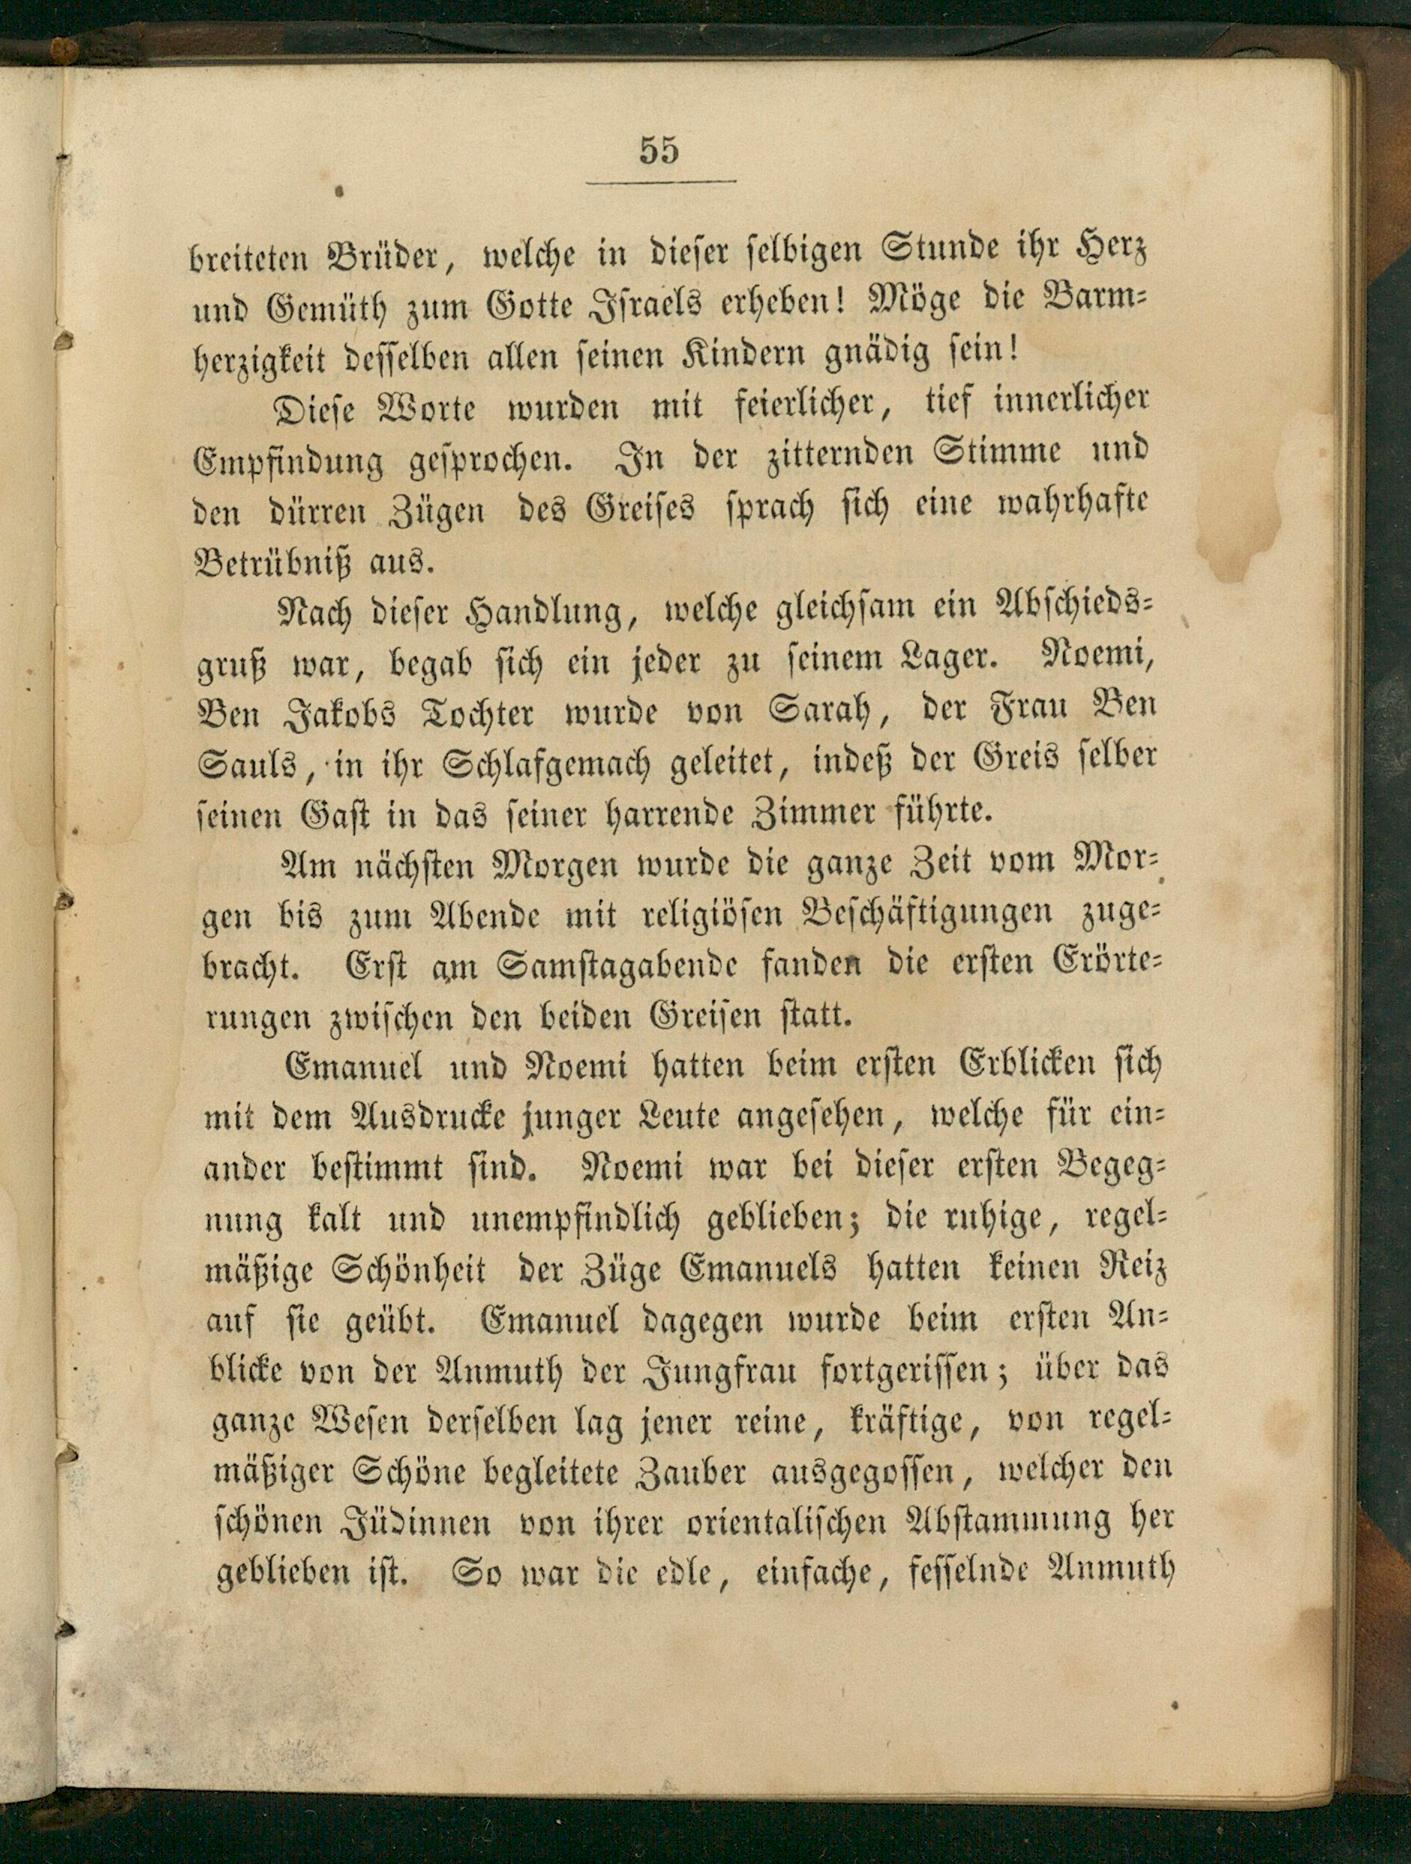 55
breiteten Brüder, welche in dieser selbigen Stunde ihr Herz
und Gemüth zum Gotte Israels erheben! Möge die Barm-
herzigkeit desselben allen seinen Kindern gnädig sein!
Diese Worte wurden mit feierlicher, tief innerlicher
Empfindung gesprochen. In der zitternden Stimme und
den dürren Zügen des Greises sprach sich eine wahrhafte
Betrübniß aus.
Nach dieser Handlung, welche gleichsam ein Abschieds-
gruß war, begab sich ein jeder zu seinem Lager. Noemi,
Ben Jakobs Tochter wurde von Sarah, der Frau Ben
Sauls, in ihr Schlafgemach geleitet, indeß der Greis selber
seinen Gast in das seiner harrende Zimmer führte.
Am nächsten Morgen wurde die ganze Zeit vom Mor-
gen bis zum Abende mit religiösen Beschäftigungen zuge-
bracht. Erst am Samstagabende fanden die ersten Erörte-
rungen zwischen den beiden Greisen statt.
Emanuel und Noemi hatten beim ersten Erblicken sich
mit dem Ausdrucke junger Leute angesehen, welche für ein-
ander bestimmt sind. Noemi war bei dieser ersten Begeg-
nung kalt und unempfindlich geblieben; die ruhige, regel-
mäßige Schönheit der Züge Emanuels hatten keinen Reiz
auf sie geübt. Emanuel dagegen wurde beim ersten An-
blicke von der Anmuth der Jungfrau fortgerissen; über das
ganze Wesen derselben lag jener reine, kräftige, von regel-
mäßiger Schöne begleitete Zauber ausgegossen, welcher den
schönen Jüdinnen von ihrer orientalischen Abstammung her
geblieben ist. So war die edle, einfache, fesselnde Anmuth